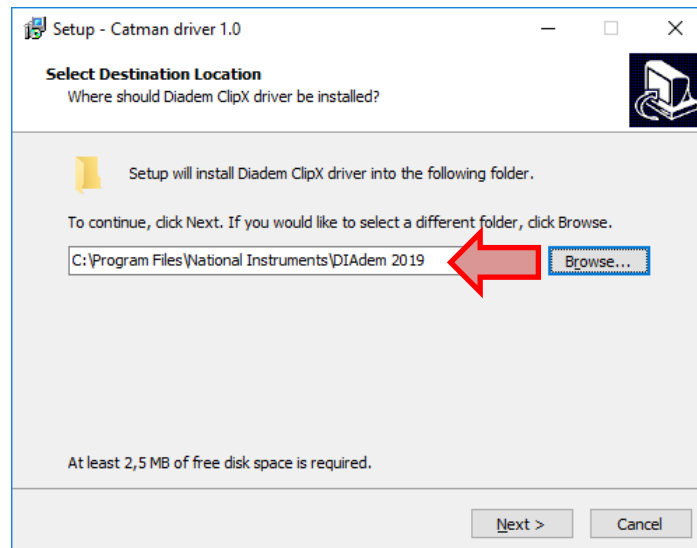 Setup - Catman driver 1.0
Select Destination Location
Where should Diadem ClipX driver be installed?
Setup will install Diadem ClipX driver into the following folder.
To continue, click Next. If you would like to select a different folder, click Browse.
C:\Program Files\National Instruments\DIAdem 2019
Browse...
At least 2,5 MB of free disk space is required.
Next >
Cancel